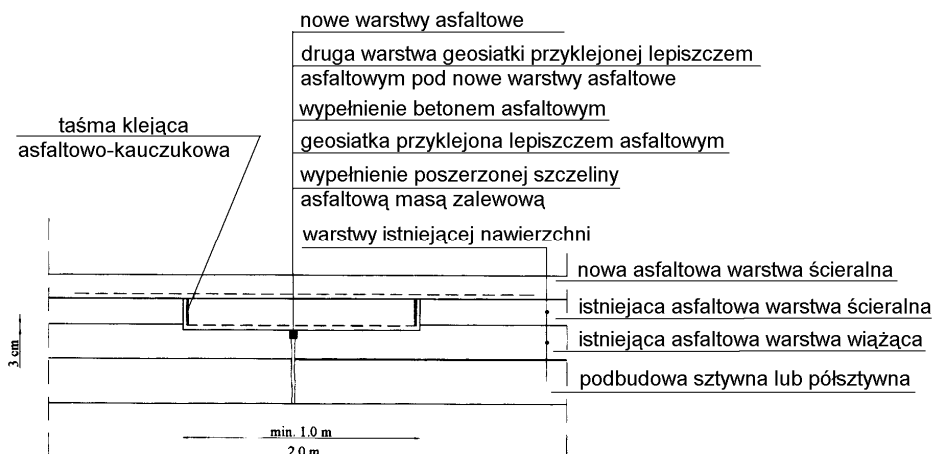 nowe warstwy asfaltowe
druga warstwa geosiatki przyklejonej lepiszczem
asfaltowym pod nowe warstwy asfaltowe
wypełnienie betonem asfaltowym
geosiatka przyklejona lepiszczem asfaltowym
wypełnienie poszerzonej szczeliny
asfaltową masą zalewową
warstwy istniejącej nawierzchni
taśma klejąca
asfaltowo-kauczukowa
nowa asfaltowa warstwa ścieralna
istniejaca asfaltowa warstwa ścieralna
istniejąca asfaltowa warstwa wiążąca
podbudowa sztywna lub półsztywna
3 cm
min. 1.0 m
2.0 m